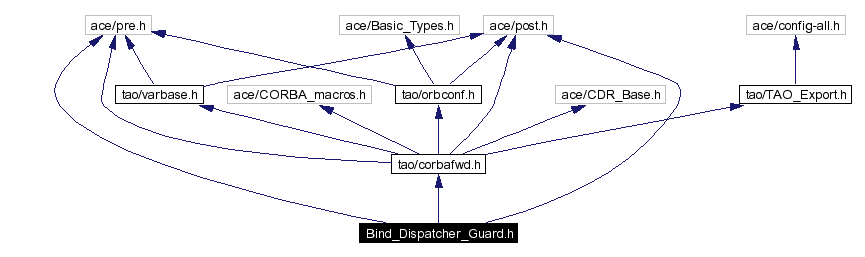 ace/pre.h
ace/Basic_Types.h
ace/post.h
ace/config-all.h
tao/varbase.h
ace/CORBA_macros.h
tao/orbconf.h
ace/CDR_Base.h
tao/TAO_Export.h
tao/corbafwd.h
Bind_Dispatcher_Guard.h